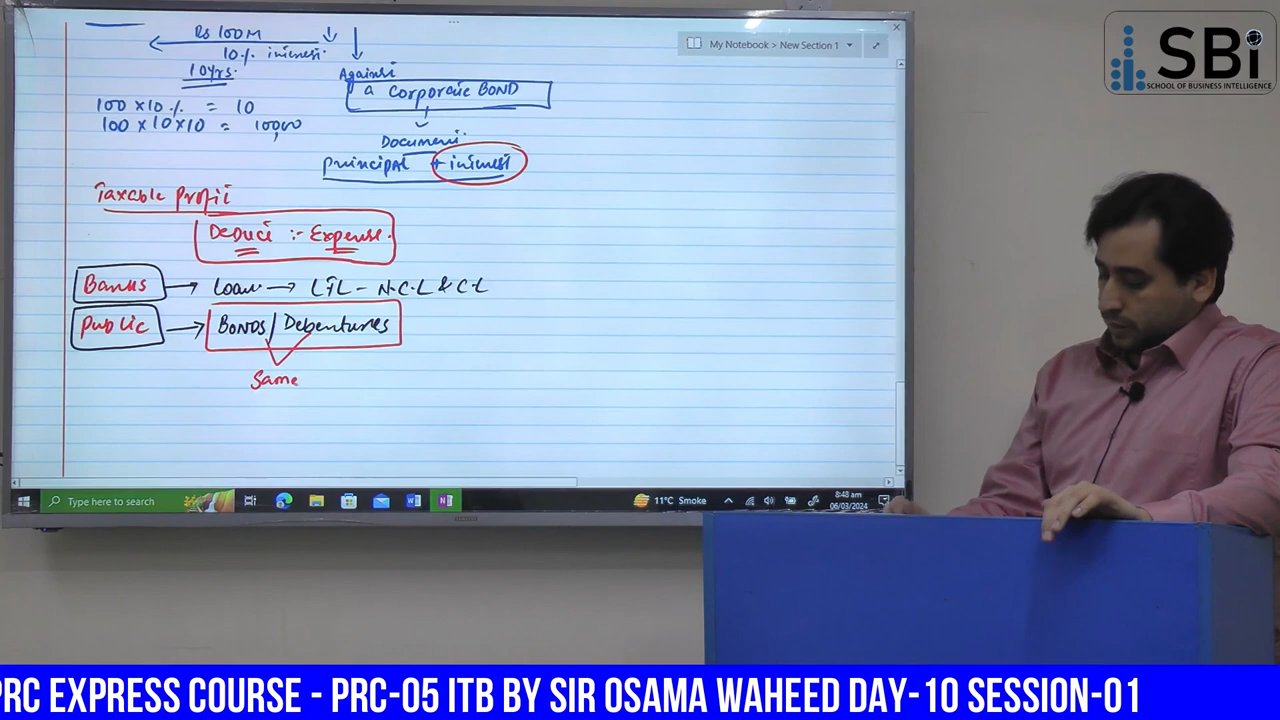 Rs 100M
10% interest
10yrs.
100 x 10% = 10
100 x 10 x 10 = 10,00
Against
a Corporate BOND
Document
Principal + interest
Taxable Profit
Deduct :- Expense.
Banks → Loan → LTL - N.C.L & C.L
Public → BONDS / Debentures
Same
My Notebook > New Section 1
SBi
SCHOOL OF BUSINESS INTELLIGENCE
Type here to search
11°C Smoke
8:48 am
06/03/2024
SAMSUNG
PRC EXPRESS COURSE - PRC-05 ITB BY SIR OSAMA WAHEED DAY-10 SESSION-01